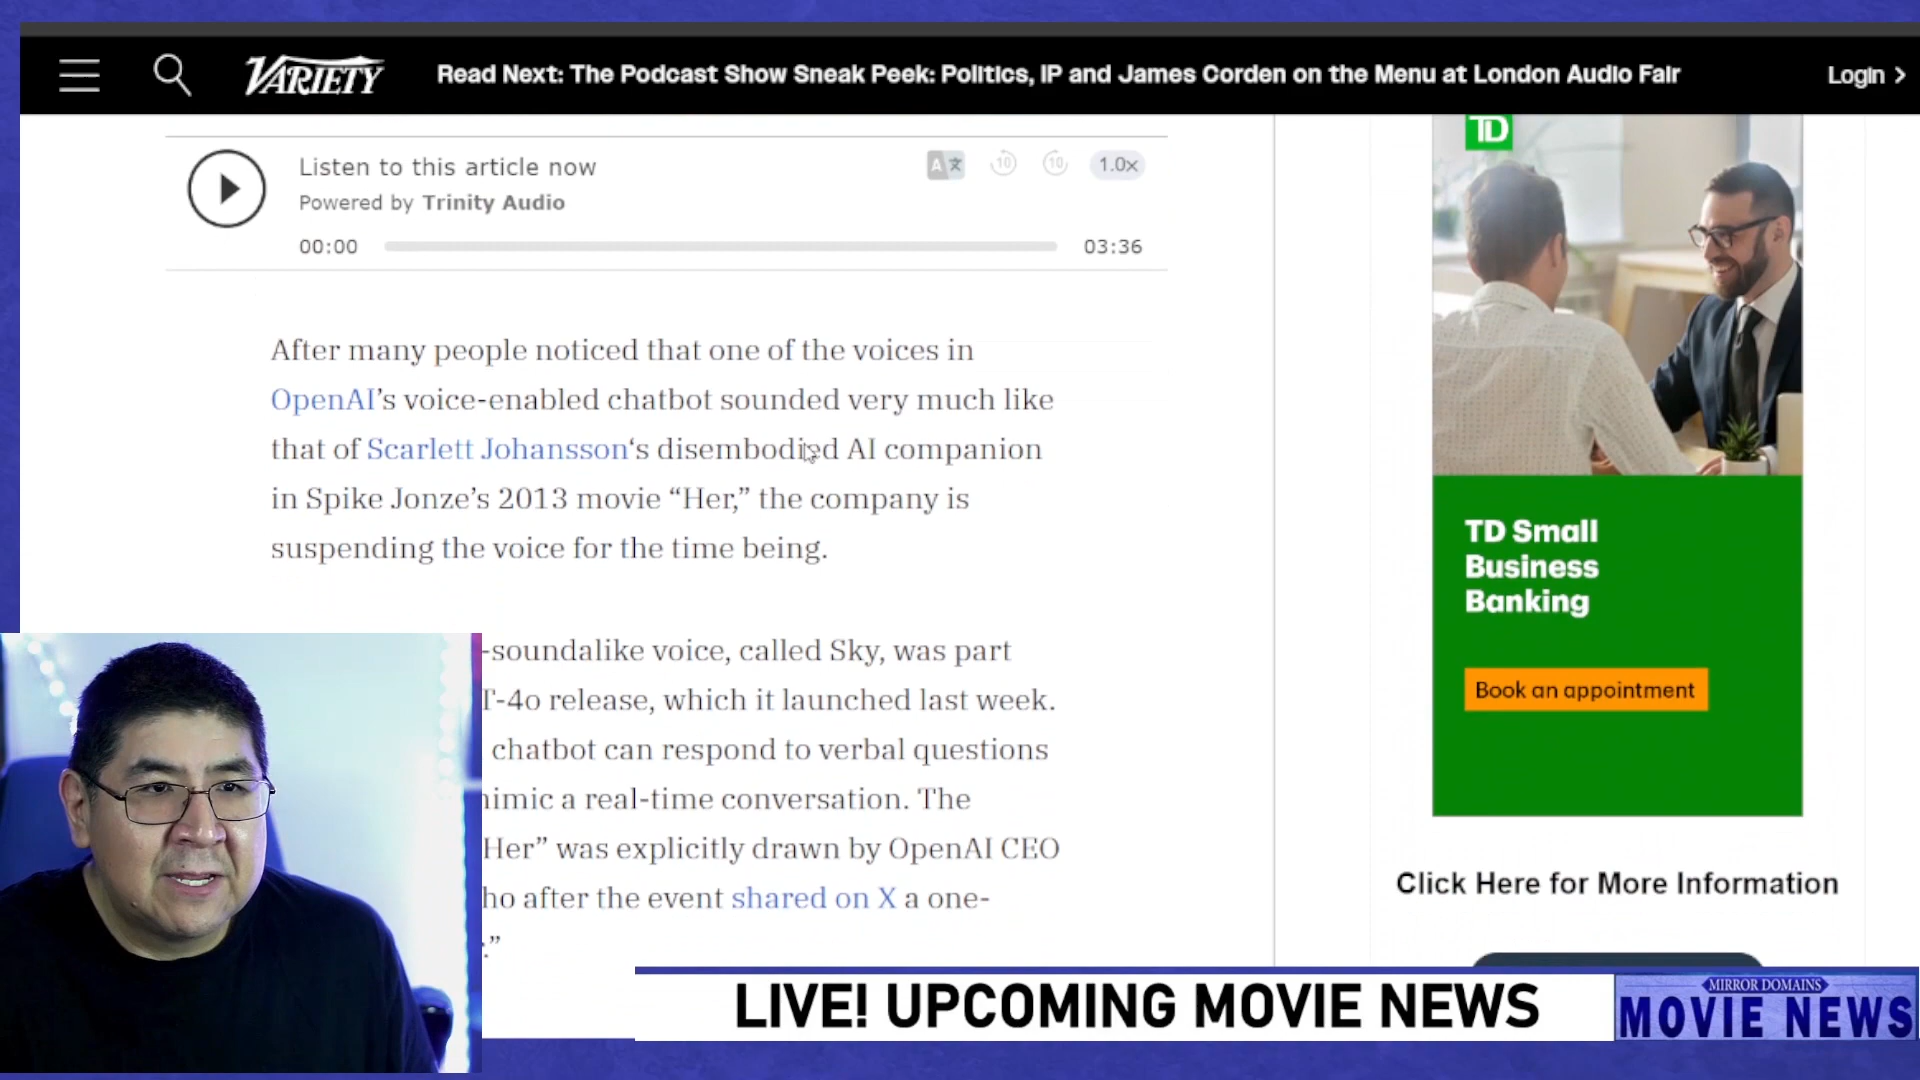 VARIETY
Read Next: The Podcast Show Sneak Peek: Politics, IP and James Corden on the Menu at London Audio Fair
Login
Listen to this article now
Powered by Trinity Audio
A文
10
10
1.0x
00:00
03:36
After many people noticed that one of the voices in
OpenAI’s voice-enabled chatbot sounded very much like
that of Scarlett Johansson‘s disembodied AI companion
in Spike Jonze’s 2013 movie “Her,” the company is
suspending the voice for the time being.
-soundalike voice, called Sky, was part
T-4o release, which it launched last week.
chatbot can respond to verbal questions
mimic a real-time conversation. The
Her” was explicitly drawn by OpenAI CEO
ho after the event shared on X a one-
.”
TD
TD Small
Business
Banking
Book an appointment
Click Here for More Information
LIVE! UPCOMING MOVIE NEWS
MIRROR DOMAINS
MOVIE NEWS